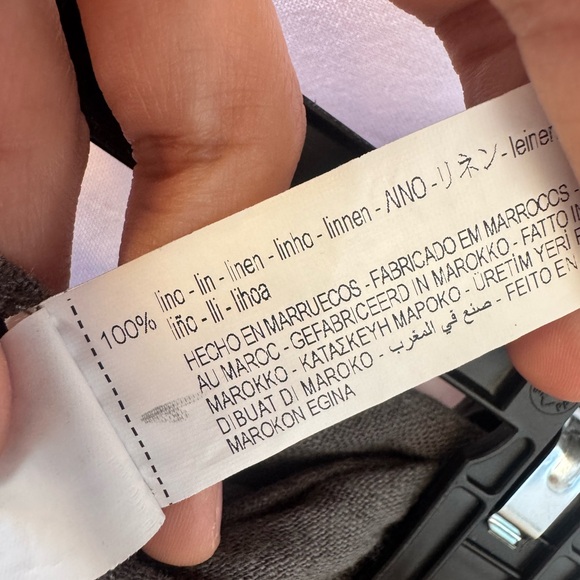 100% lino - lin - linen - linho - linnen - ΛΙΝΟ - リネン - leinen
liño - lli - lihoa
HECHO EN MARRUECOS - FABRICADO EM MARROCOS -
AU MAROC - GEFABRICEERD IN MAROKKO - FATTO IN
MAROKKO - ΚΑΤΑΣΚΕΥΗ ΜΑΡΟΚΟ - ÜRETİM YERİ
DIBUAT DI MAROKO - صنع في المغرب - FEITO EN
MAROKON EGINA